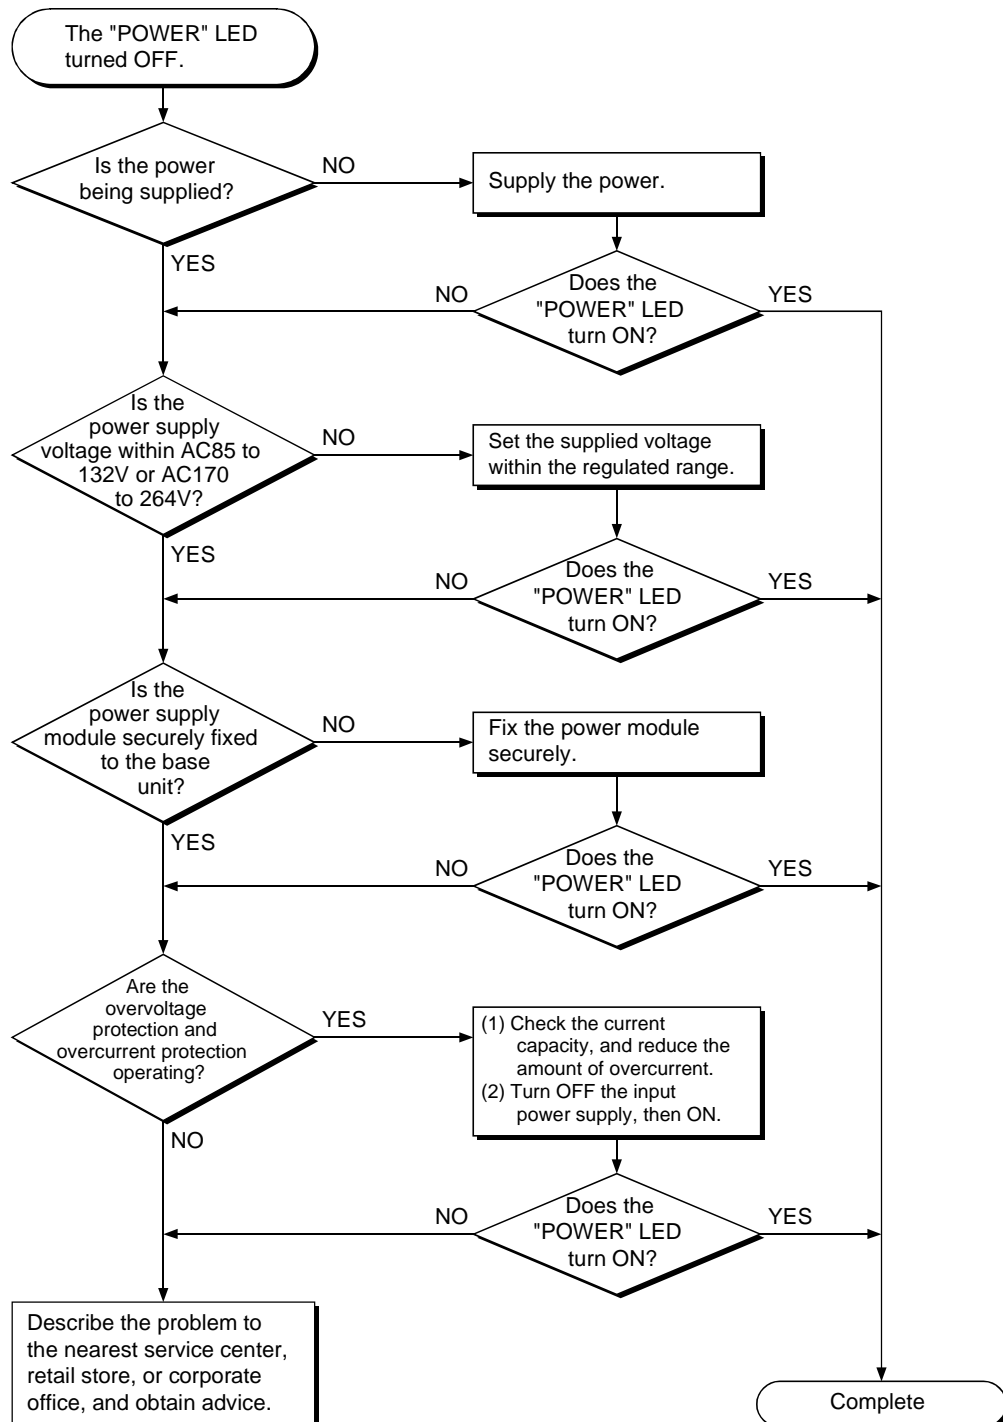 The "POWER" LED
turned OFF.
Is the power
being supplied?
NO
Supply the power.
YES
Does the
"POWER" LED
turn ON?
NO
YES
Is the
power supply
voltage within AC85 to
132V or AC170
to 264V?
NO
Set the supplied voltage
within the regulated range.
YES
Does the
"POWER" LED
turn ON?
NO
YES
Is the
power supply
module securely fixed
to the base
unit?
NO
Fix the power module
securely.
YES
Does the
"POWER" LED
turn ON?
NO
YES
Are the
overvoltage
protection and
overcurrent protection
operating?
YES
(1) Check the current
capacity, and reduce the
amount of overcurrent.
(2) Turn OFF the input
power supply, then ON.
NO
Does the
"POWER" LED
turn ON?
NO
YES
Describe the problem to
the nearest service center,
retail store, or corporate
office, and obtain advice.
Complete